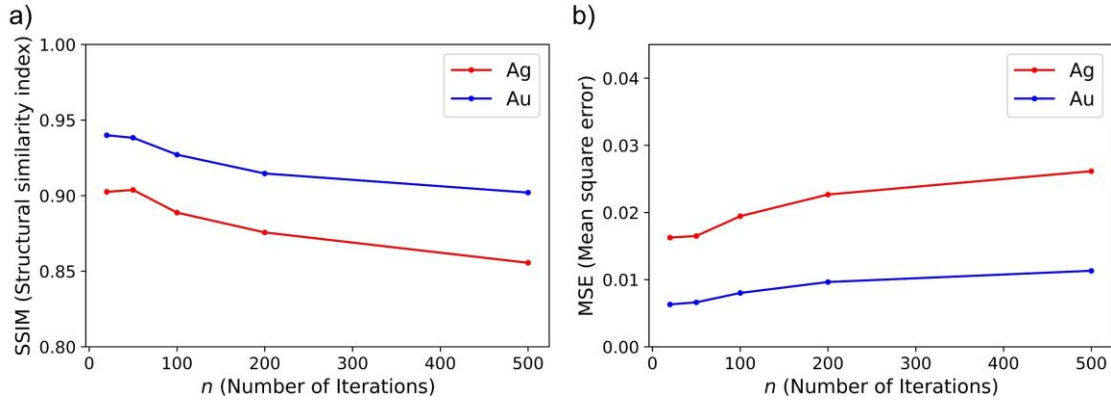 a)
SSIM (Structural similarity index)
1.00
0.95
0.90
0.85
0.80
Ag
Au
0 100 200 300 400 500
n (Number of Iterations)
b)
MSE (Mean square error)
0.04
0.03
0.02
0.01
0.00
Ag
Au
0 100 200 300 400 500
n (Number of Iterations)